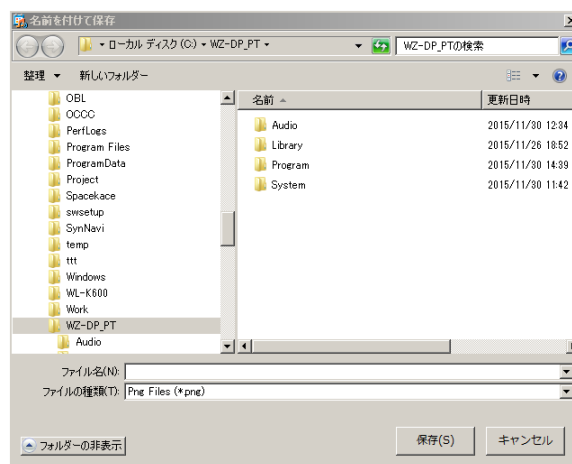 名前を付けて保存
ローカル ディスク (C:) WZ-DP_PT
WZ-DP_PTの検索
整理 新しいフォルダー
OBL
OCCC
PerfLogs
Program Files
ProgramData
Project
Spacekace
swsetup
SynNavi
temp
ttt
Windows
WL-K600
Work
WZ-DP_PT
Audio
名前 更新日時
Audio 2015/11/30 12:34
Library 2015/11/26 18:52
Program 2015/11/30 14:39
System 2015/11/30 11:42
ファイル名(N):
ファイルの種類(T): Png Files (*png)
フォルダーの非表示
保存(S) キャンセル